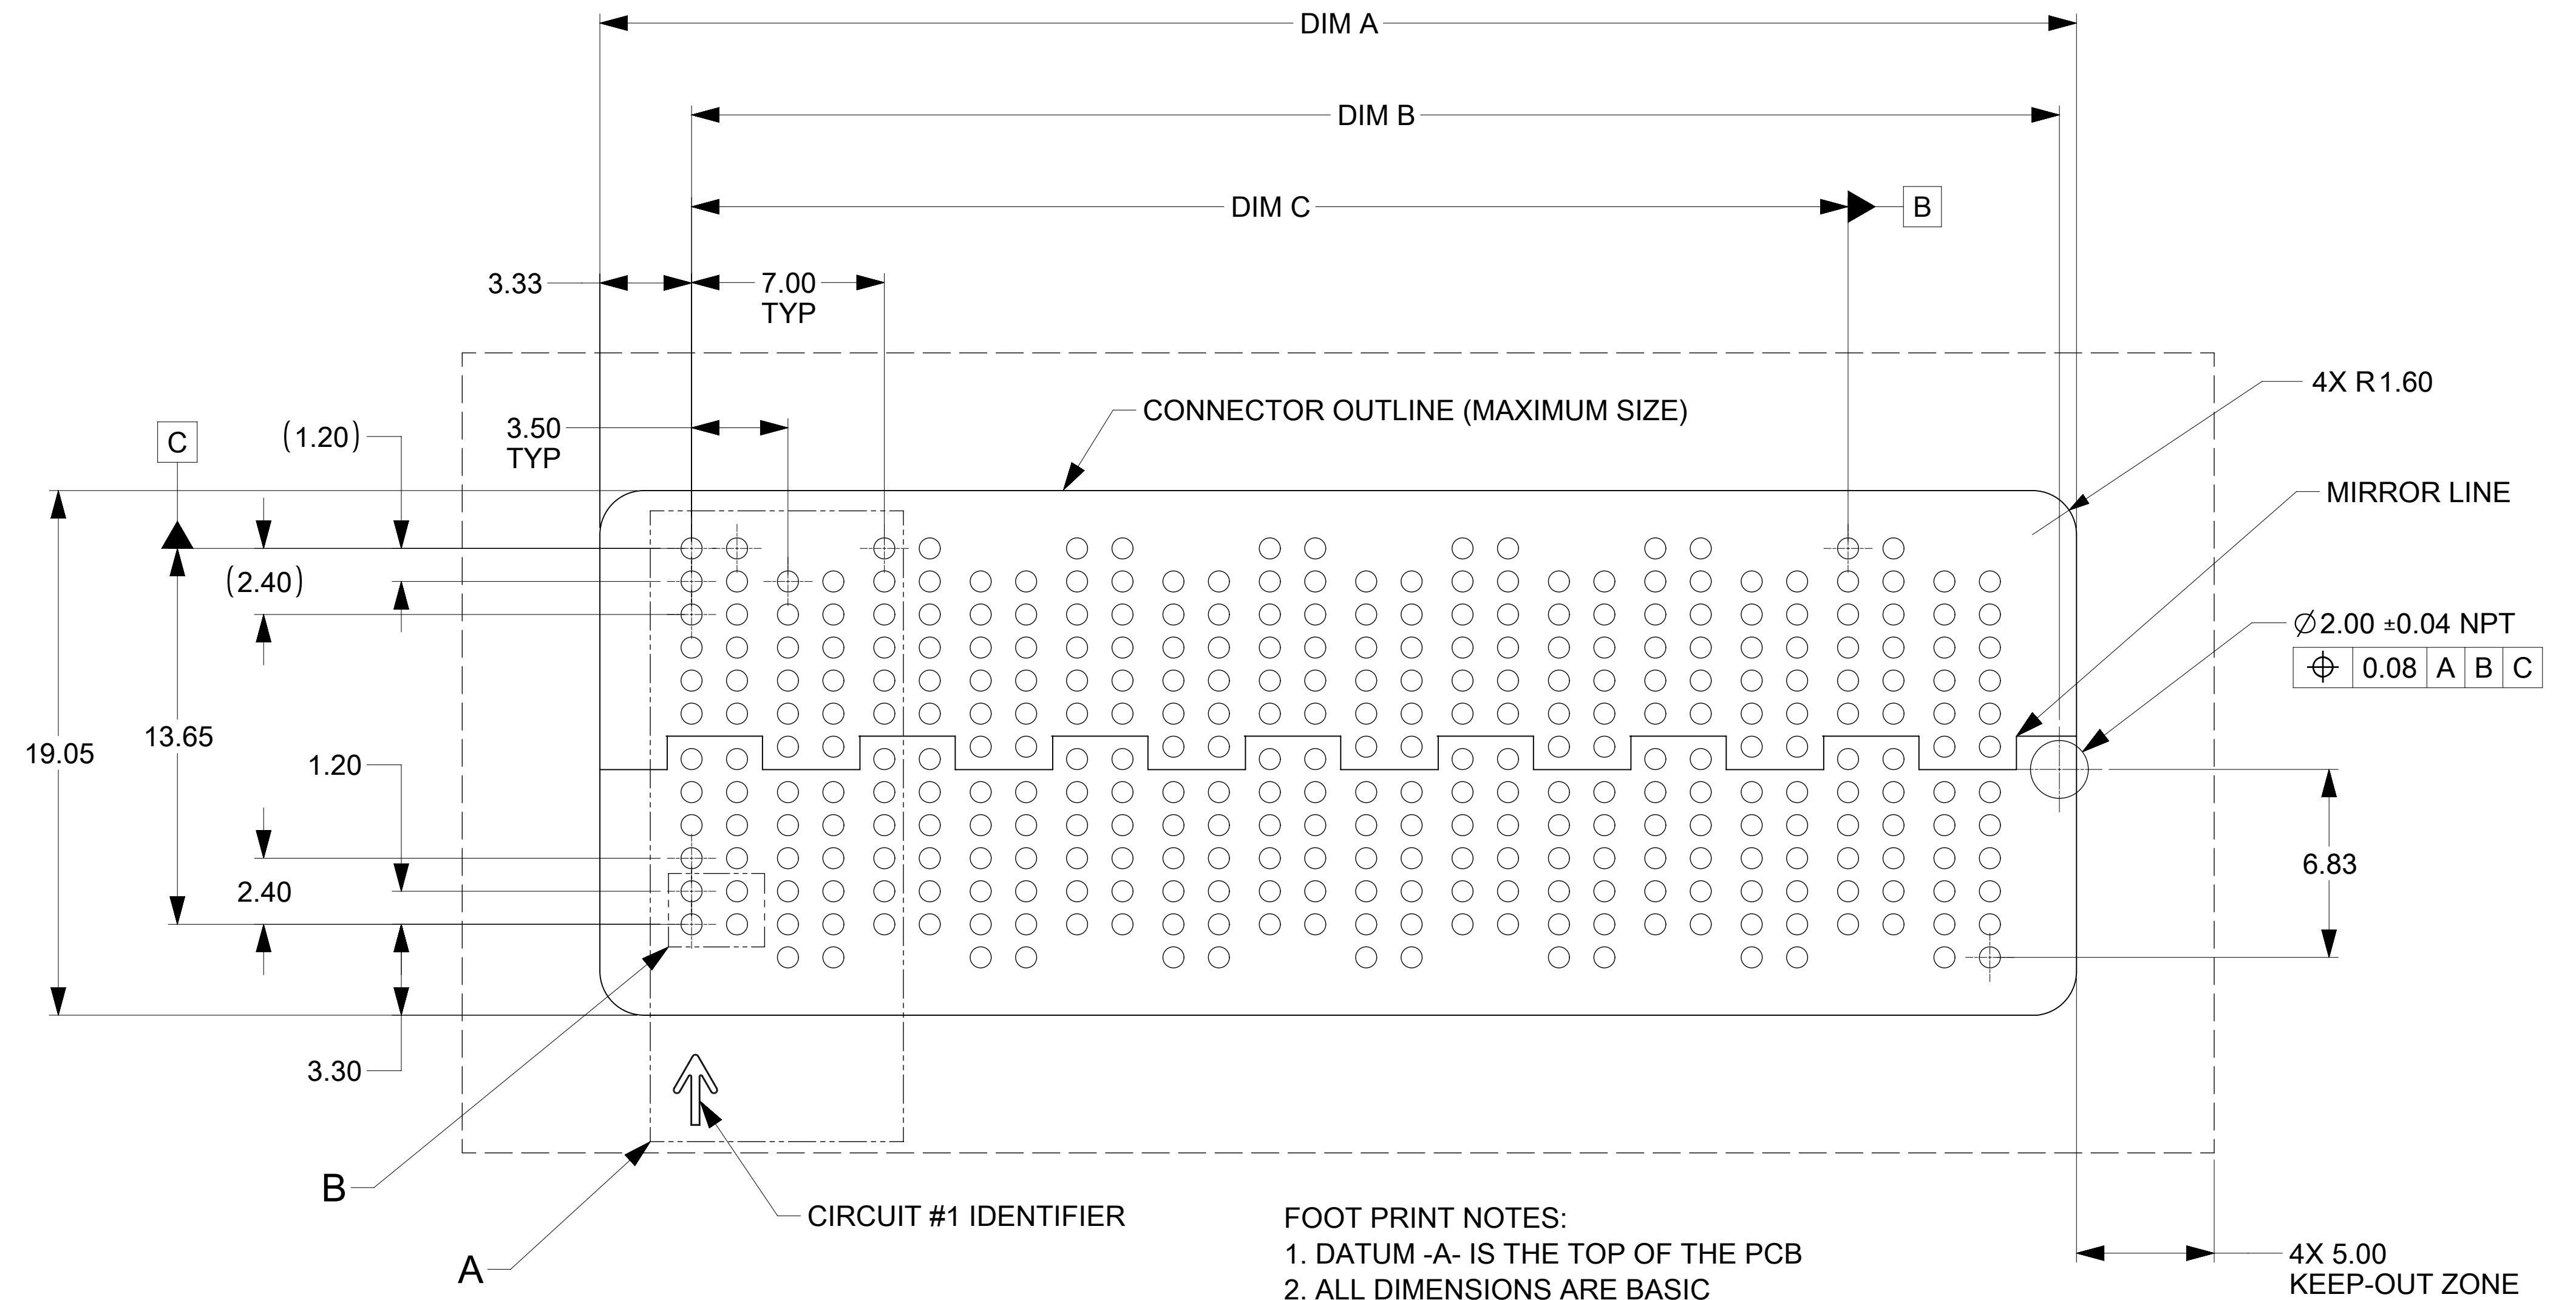 DIM A
DIM B
DIM C
B
3.33
7.00
TYP
4X R1.60
CONNECTOR OUTLINE (MAXIMUM SIZE)
3.50
TYP
C
(1.20)
MIRROR LINE
(2.40)
⌀2.00 ±0.04 NPT
⌖ 0.08 A B C
13.65
19.05
1.20
6.83
2.40
3.30
B
CIRCUIT #1 IDENTIFIER
A
FOOT PRINT NOTES:
1. DATUM -A- IS THE TOP OF THE PCB
2. ALL DIMENSIONS ARE BASIC
4X 5.00
KEEP-OUT ZONE